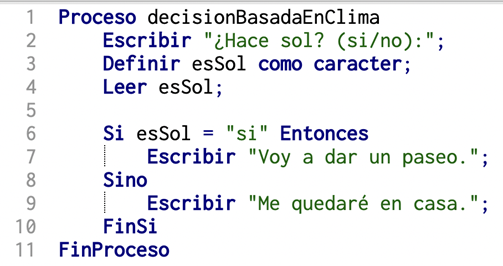 1 Proceso decisionBasadaEnClima
2 Escribir "¿Hace sol? (si/no):";
3 Definir esSol como caracter;
4 Leer esSol;
5
6 Si esSol = "si" Entonces
7 Escribir "Voy a dar un paseo.";
8 Sino
9 Escribir "Me quedaré en casa.";
10 FinSi
11 FinProceso